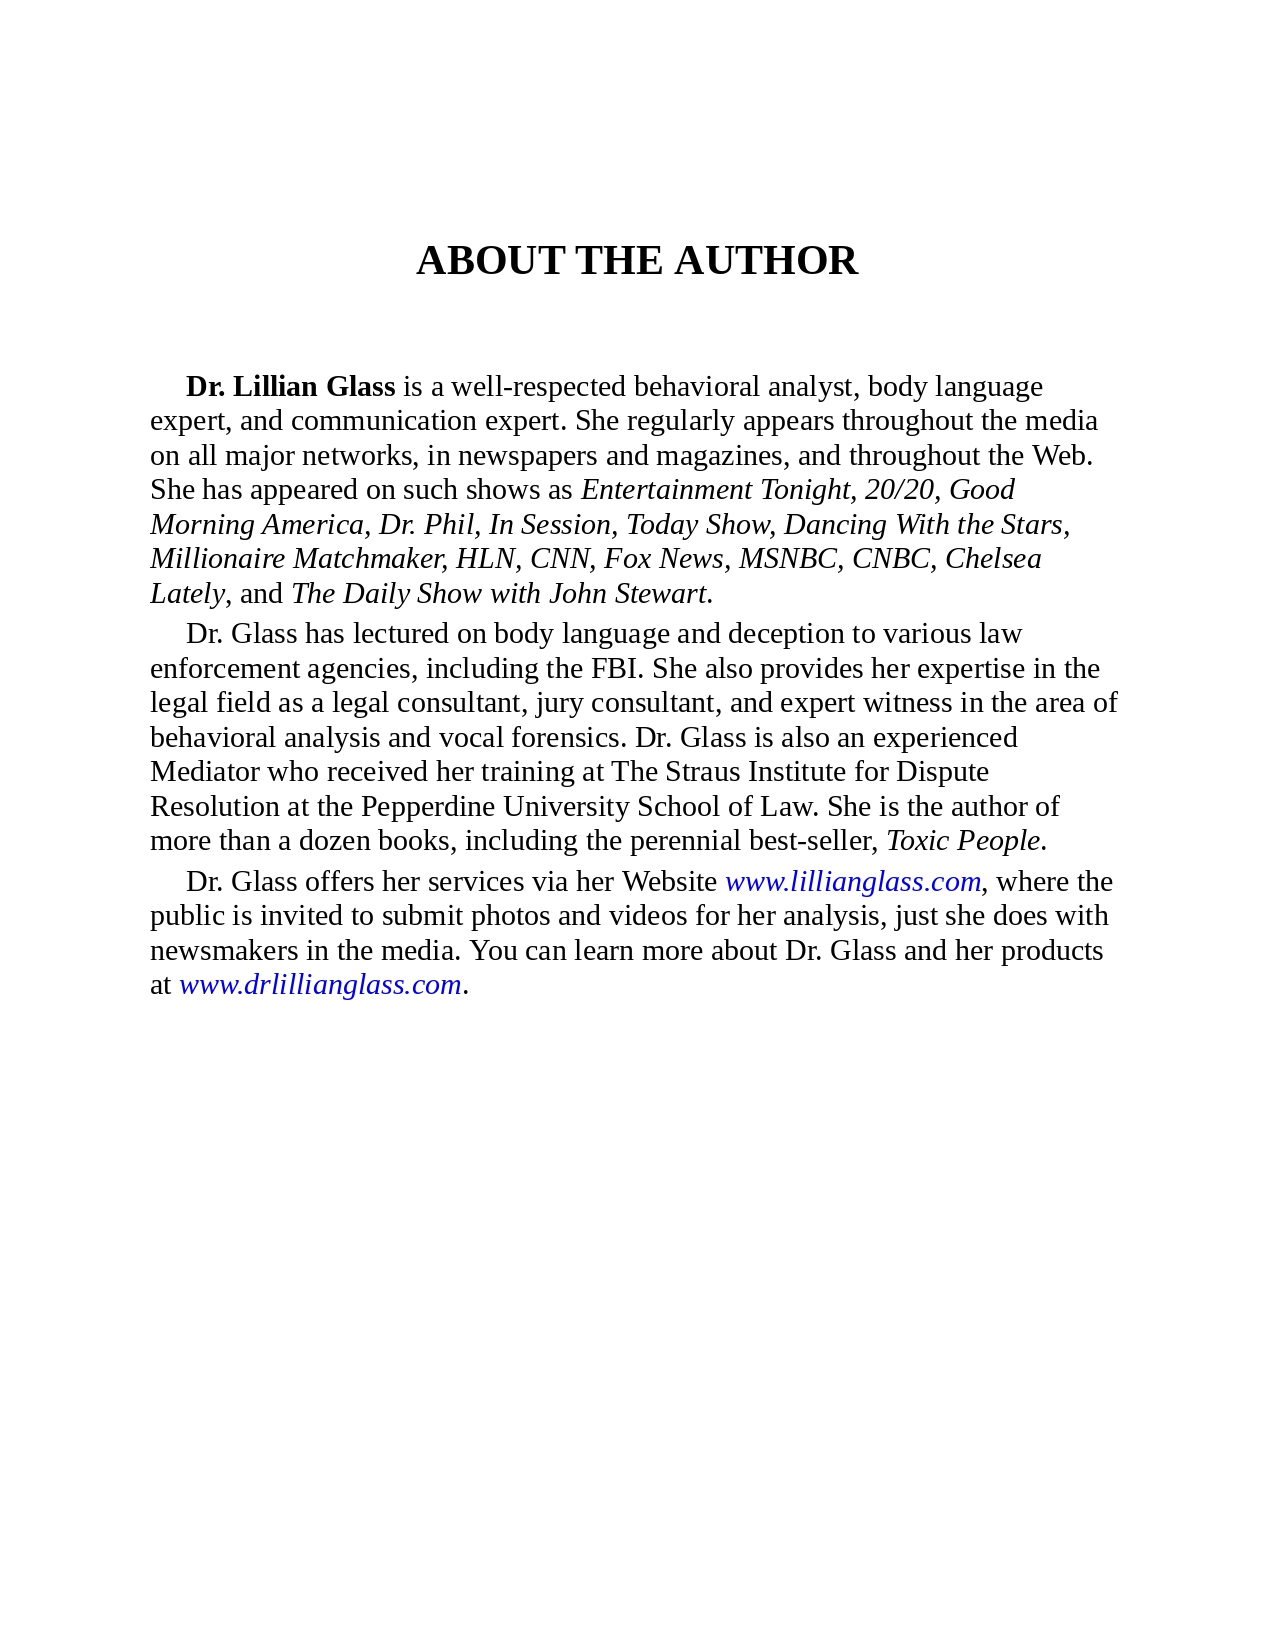 ABOUT THE AUTHOR
Dr. Lillian Glass is a well-respected behavioral analyst, body language
expert, and communication expert. She regularly appears throughout the media
on all major networks, in newspapers and magazines, and throughout the Web.
She has appeared on such shows as Entertainment Tonight, 20/20, Good
Morning America, Dr. Phil, In Session, Today Show, Dancing With the Stars,
Millionaire Matchmaker, HLN, CNN, Fox News, MSNBC, CNBC, Chelsea
Lately, and The Daily Show with John Stewart.
Dr. Glass has lectured on body language and deception to various law
enforcement agencies, including the FBI. She also provides her expertise in the
legal field as a legal consultant, jury consultant, and expert witness in the area of
behavioral analysis and vocal forensics. Dr. Glass is also an experienced
Mediator who received her training at The Straus Institute for Dispute
Resolution at the Pepperdine University School of Law. She is the author of
more than a dozen books, including the perennial best-seller, Toxic People.
Dr. Glass offers her services via her Website www.lillianglass.com, where the
public is invited to submit photos and videos for her analysis, just she does with
newsmakers in the media. You can learn more about Dr. Glass and her products
at www.drlillianglass.com.